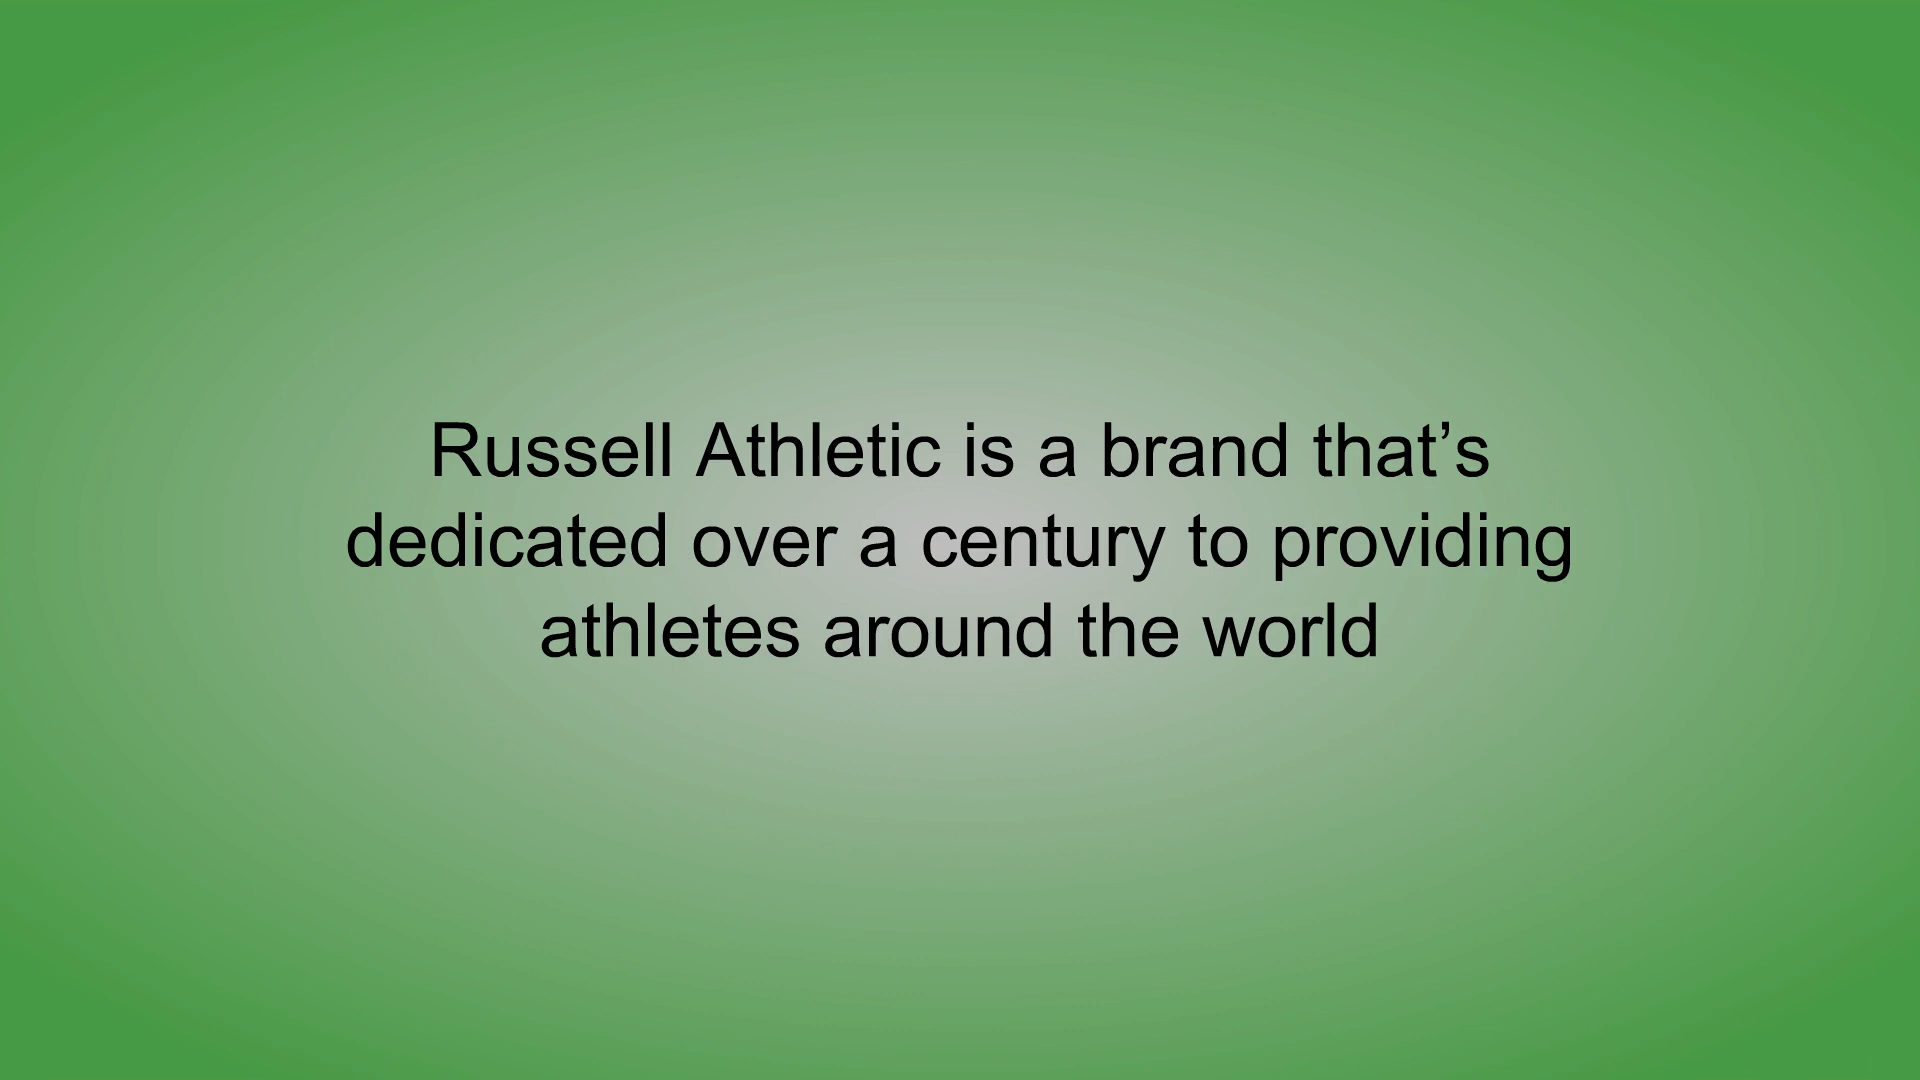 Russell Athletic is a brand that’s
dedicated over a century to providing
athletes around the world